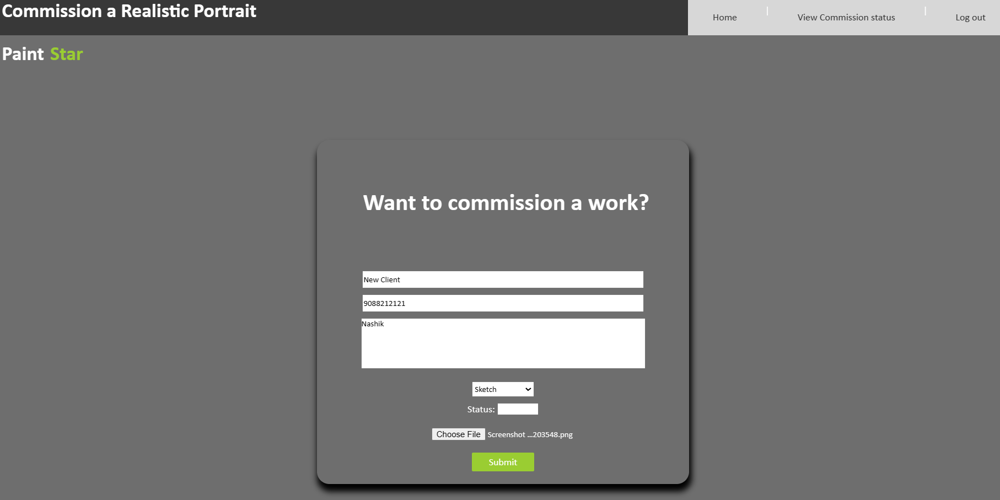 Commission a Realistic Portrait
Home | View Commission status | Log out
Paint Star
Want to commission a work?
New Client
9088212121
Nashik
Sketch
Status:
Choose File Screenshot ...203548.png
Submit